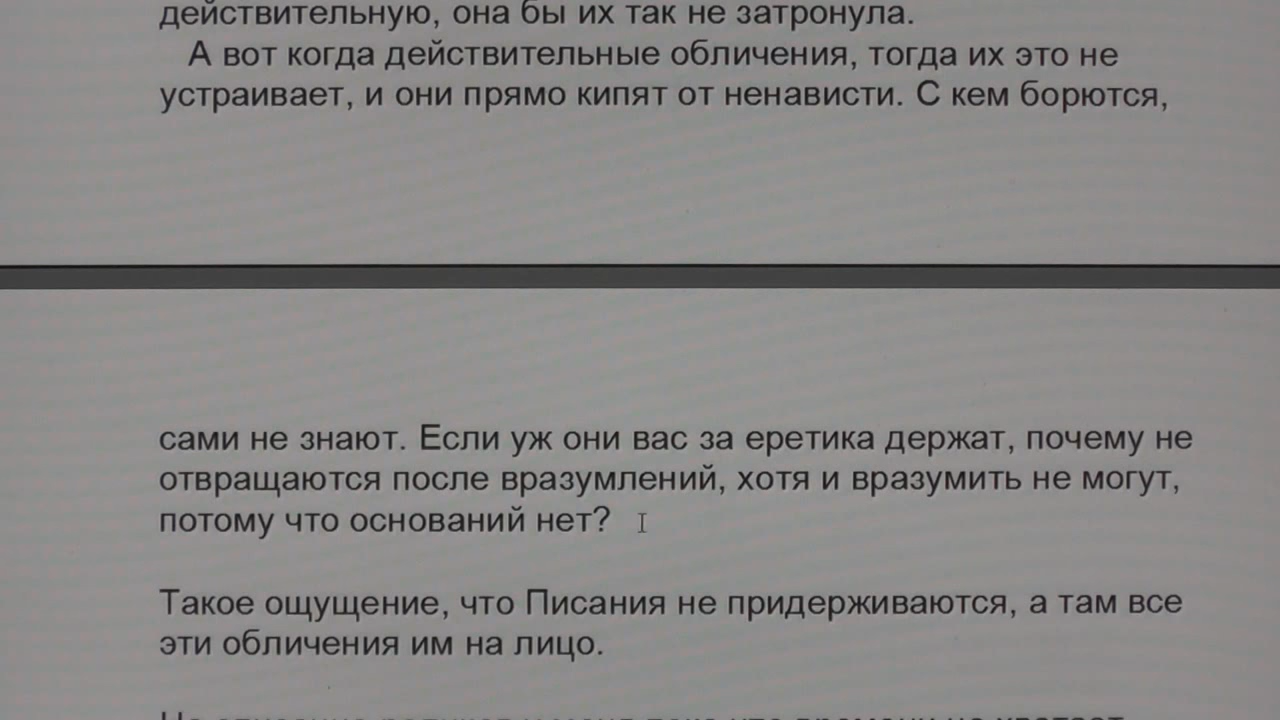 действительную, она бы их так не затронула.
А вот когда действительные обличения, тогда их это не
устраивает, и они прямо кипят от ненависти. С кем борются,
сами не знают. Если уж они вас за еретика держат, почему не
отвращаются после вразумлений, хотя и вразумить не могут,
потому что оснований нет?
Такое ощущение, что Писания не придерживаются, а там все
эти обличения им на лицо.